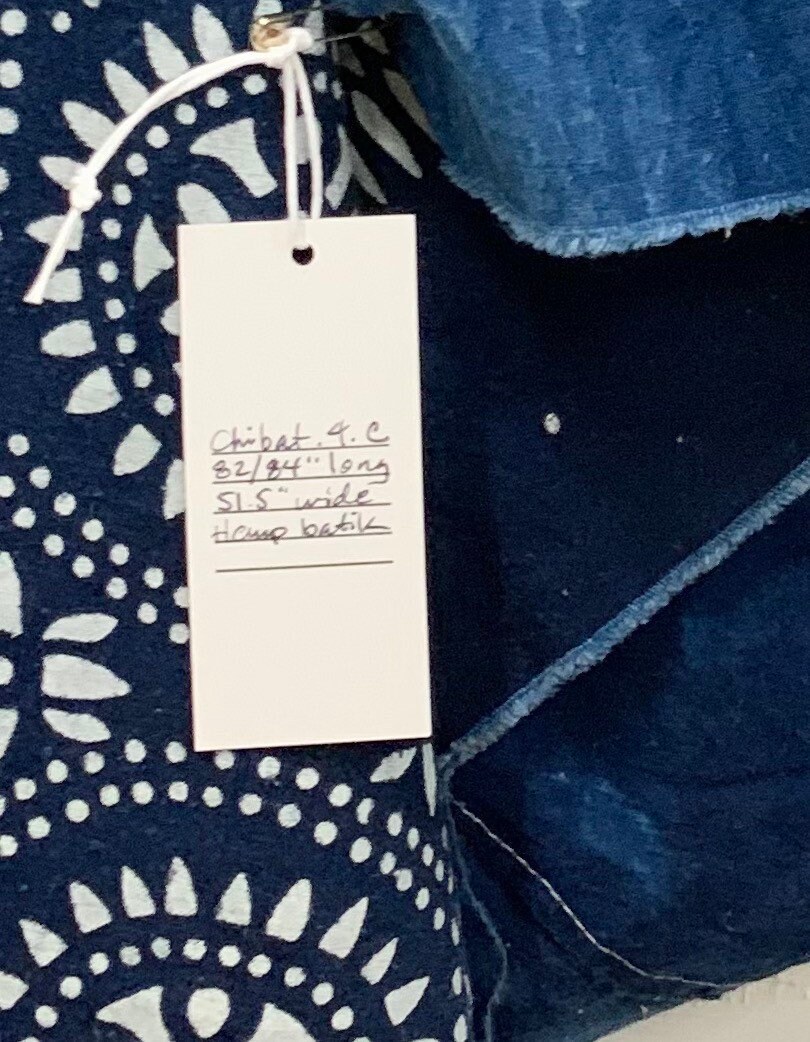 Chibat. 4. C
82/84" long
51.5" wide
Hemp batik